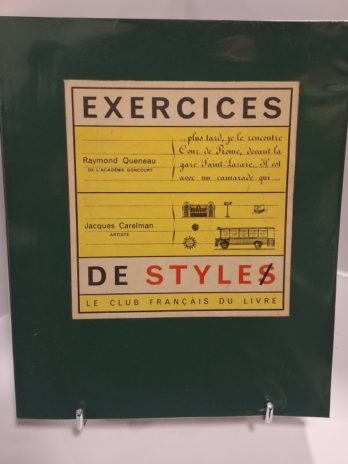 EXERCICES
...plus tard, je le rencontre
Cour de Rome, devant la
gare Saint-Lazare. Il est
avec un camarade qui...
Raymond Queneau
DE L'ACADÉMIE GONCOURT
Jacques Carelman
ARTISTE
DE STYLES
LE CLUB FRANÇAIS DU LIVRE